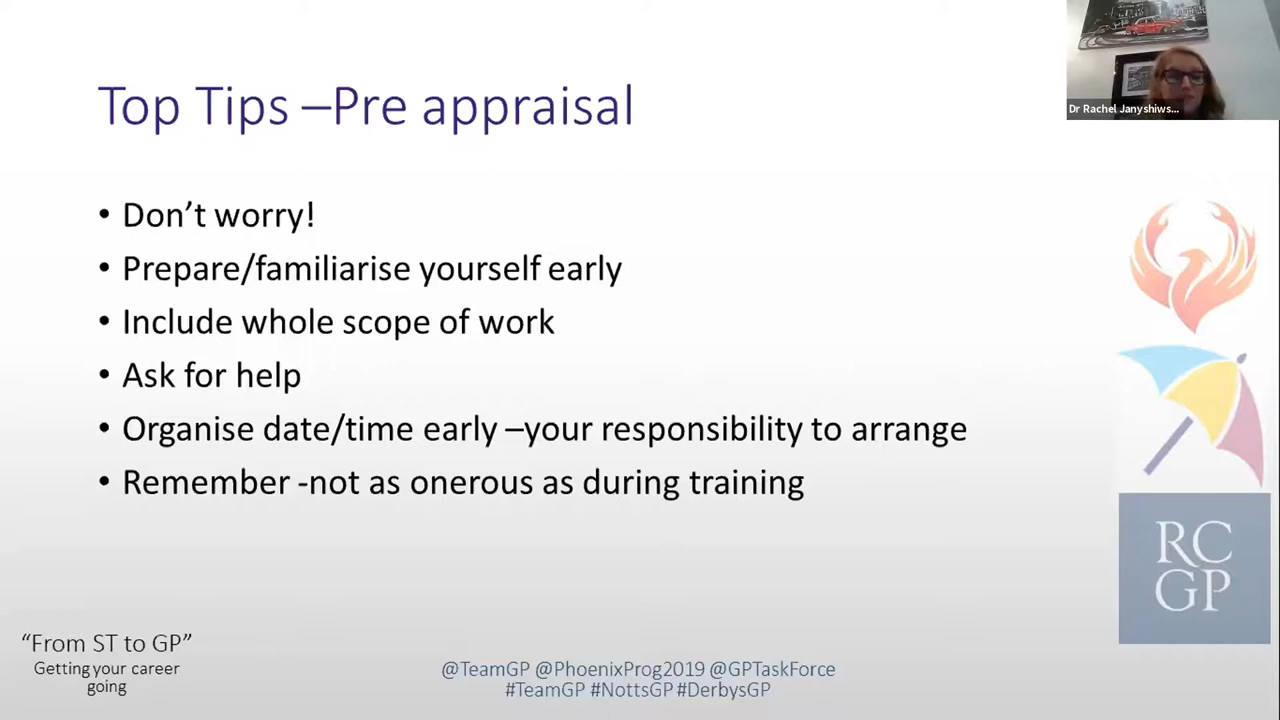 Top Tips –Pre appraisal
Dr Rachel Janyshiws...
• Don’t worry!
• Prepare/familiarise yourself early
• Include whole scope of work
• Ask for help
• Organise date/time early –your responsibility to arrange
• Remember -not as onerous as during training
RC
GP
“From ST to GP”
Getting your career
going
@TeamGP @PhoenixProg2019 @GPTaskForce
#TeamGP #NottsGP #DerbysGP